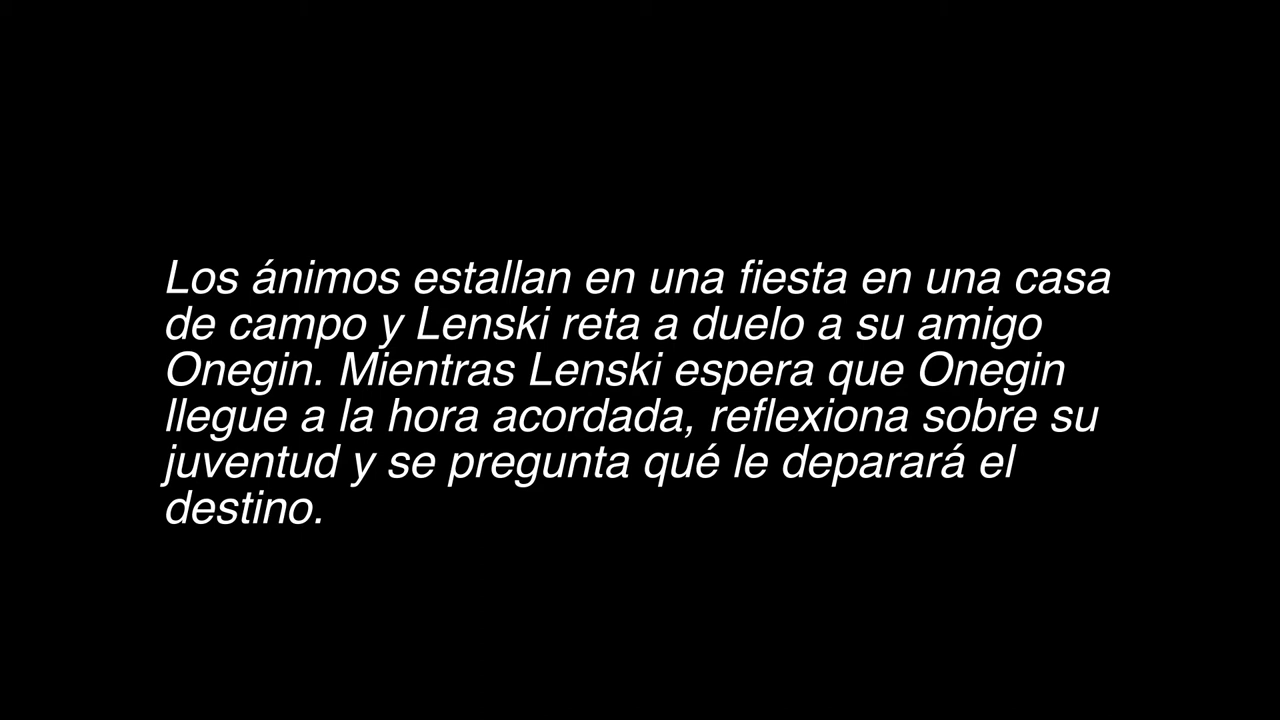 Los ánimos estallan en una fiesta en una casa
de campo y Lenski reta a duelo a su amigo
Onegin. Mientras Lenski espera que Onegin
llegue a la hora acordada, reflexiona sobre su
juventud y se pregunta qué le deparará el
destino.